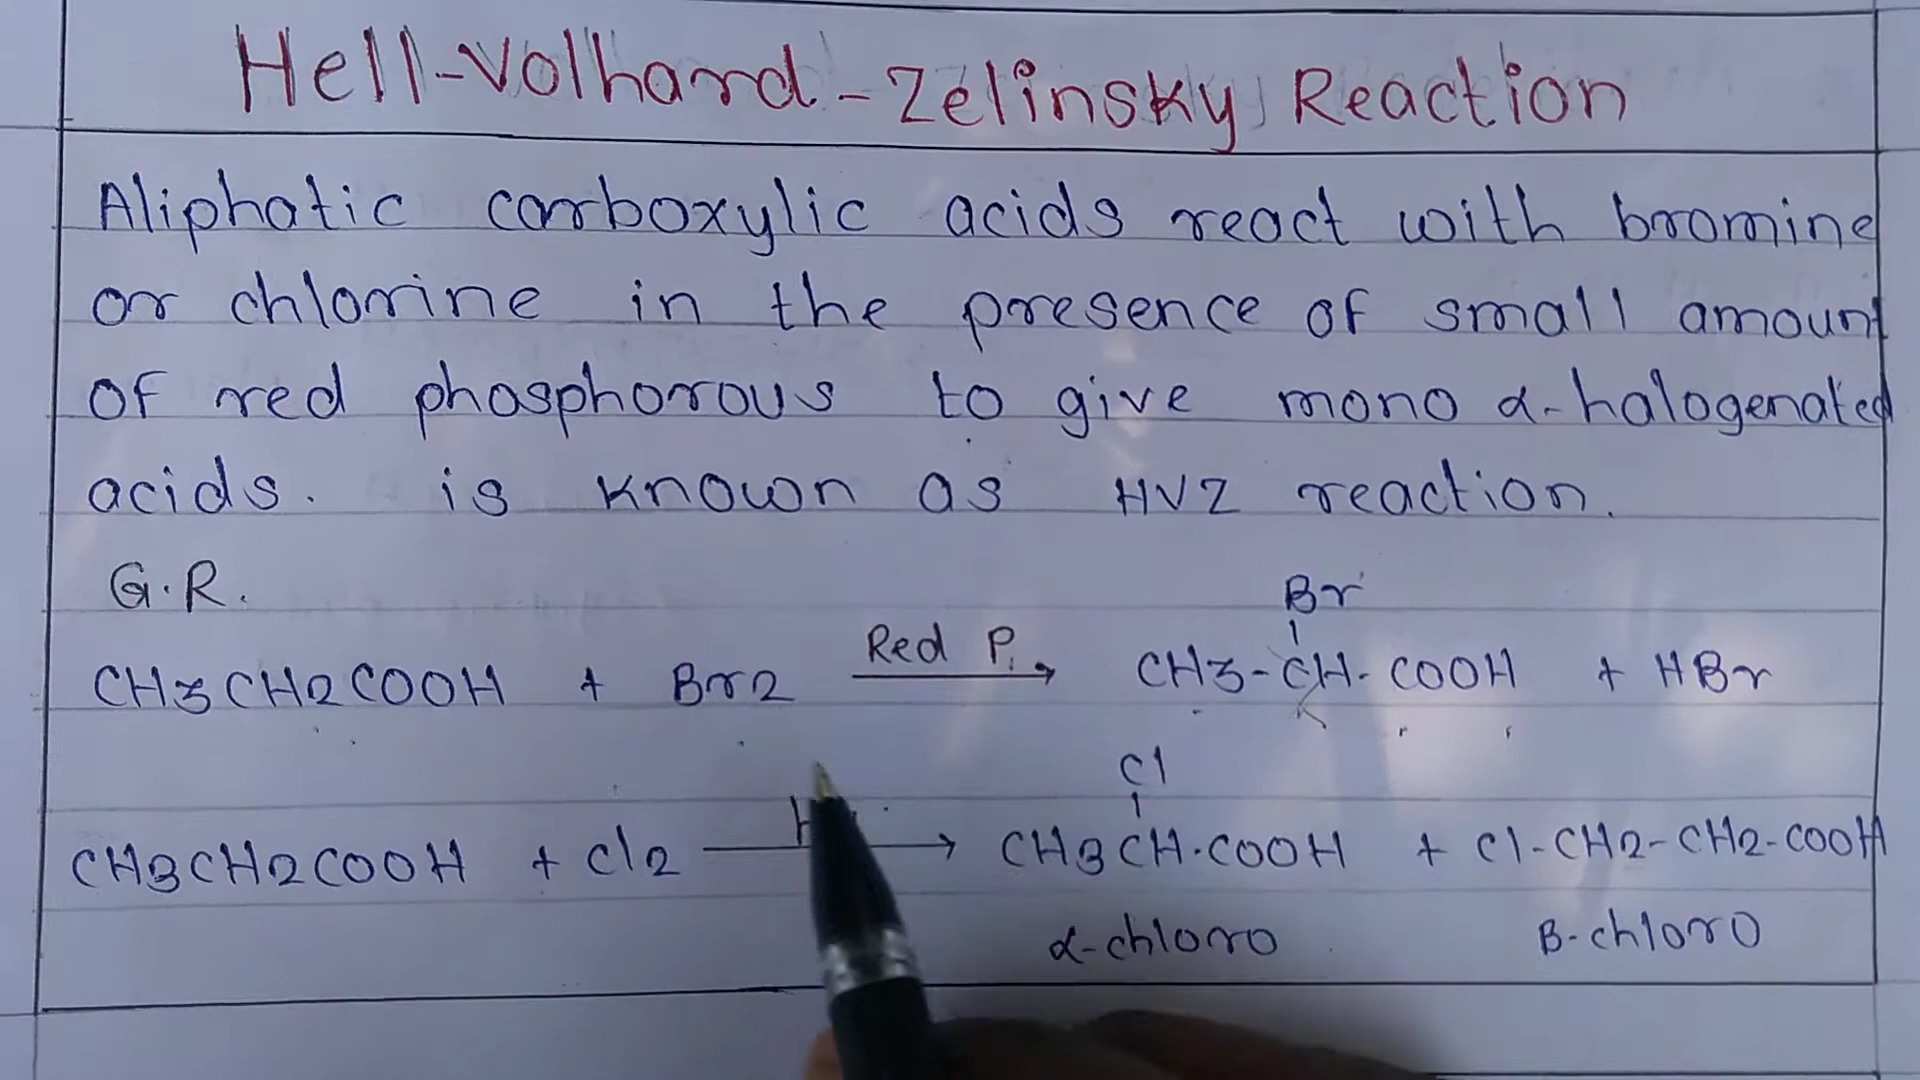 Hell-Volhard-Zelinsky Reaction
Aliphatic carboxylic acids react with bromine
or chlorine in the presence of small amount
of red phosphorous to give mono α-halogenated
acids. is known as HVZ reaction.
G.R.
Br
CH3CH2COOH + Br2 Red P. → CH3-CH-COOH + HBr
Cl
CH3CH2COOH + Cl2 → CH3CH-COOH + Cl-CH2-CH2-COOH
α-chloro B-chloro